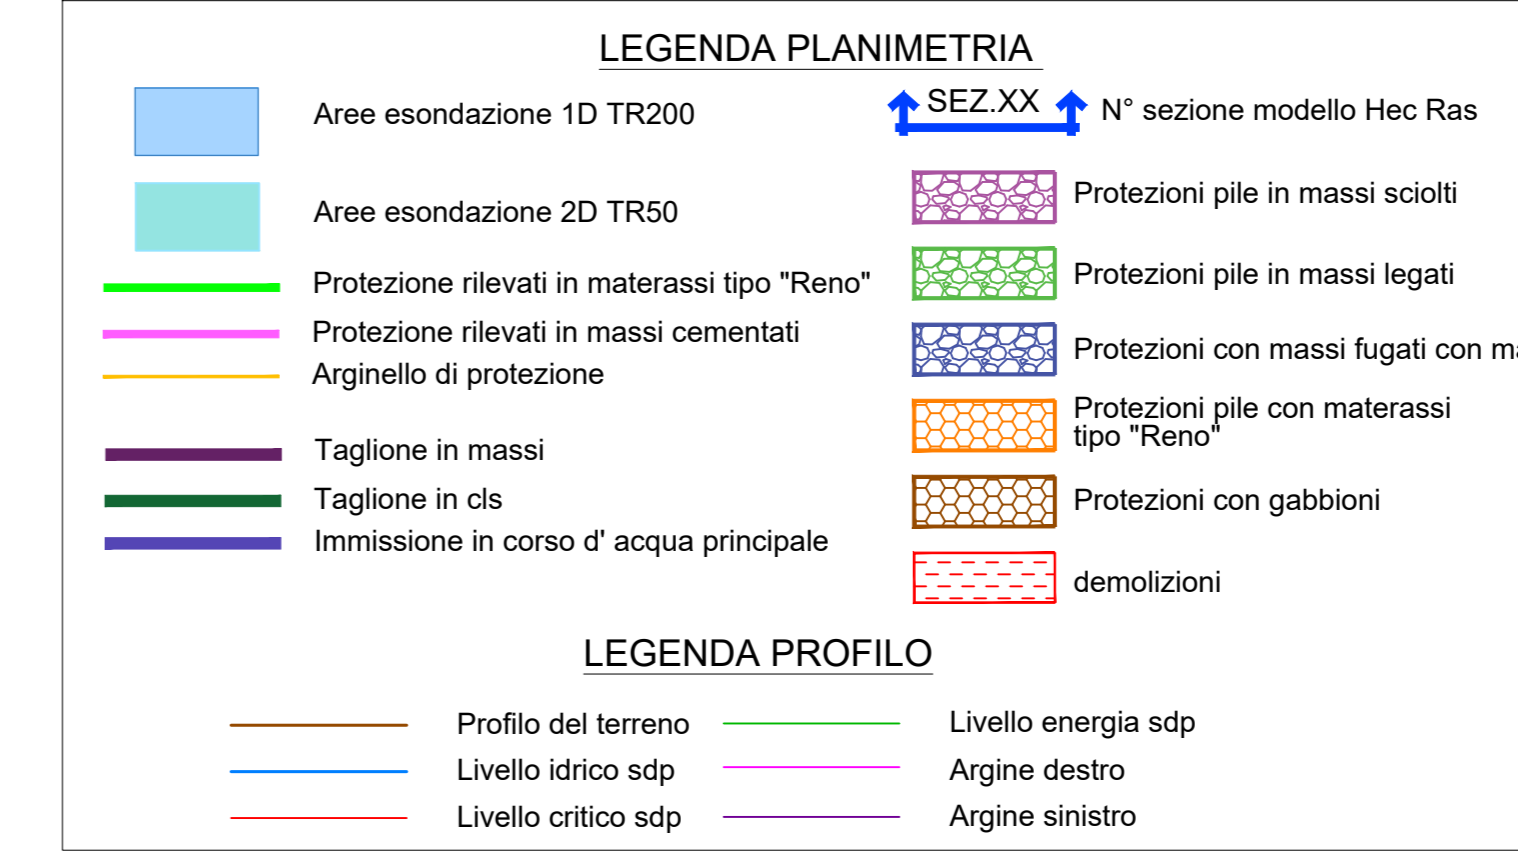 LEGENDA PLANIMETRIA
Aree esondazione 1D TR200
Aree esondazione 2D TR50
Protezione rilevati in materassi tipo "Reno"
Protezione rilevati in massi cementati
Arginello di protezione
Taglione in massi
Taglione in cls
Immissione in corso d' acqua principale
SEZ.XX
N° sezione modello Hec Ras
Protezioni pile in massi sciolti
Protezioni pile in massi legati
Protezioni con massi fugati con
Protezioni pile con materassi
tipo "Reno"
Protezioni con gabbioni
demolizioni
LEGENDA PROFILO
Profilo del terreno
Livello idrico sdp
Livello critico sdp
Livello energia sdp
Argine destro
Argine sinistro